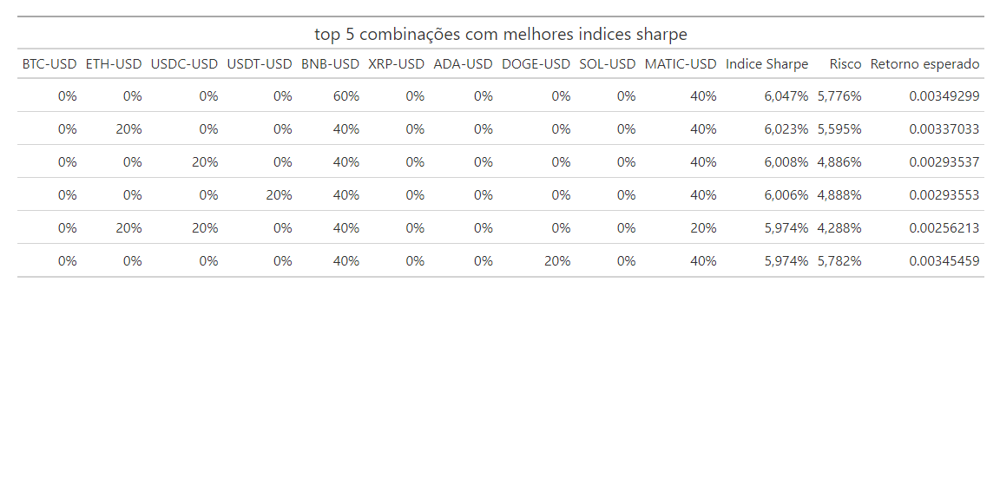 top 5 combinações com melhores indices sharpe
BTC-USD ETH-USD USDC-USD USDT-USD BNB-USD XRP-USD ADA-USD DOGE-USD SOL-USD MATIC-USD Indice Sharpe Risco Retorno esperado
0% 0% 0% 0% 60% 0% 0% 0% 0% 40% 6,047% 5,776% 0.00349299
0% 20% 0% 0% 40% 0% 0% 0% 0% 40% 6,023% 5,595% 0.00337033
0% 0% 20% 0% 40% 0% 0% 0% 0% 40% 6,008% 4,886% 0.00293537
0% 0% 0% 20% 40% 0% 0% 0% 0% 40% 6,006% 4,888% 0.00293553
0% 20% 20% 0% 40% 0% 0% 0% 0% 20% 5,974% 4,288% 0.00256213
0% 0% 0% 0% 40% 0% 0% 20% 0% 40% 5,974% 5,782% 0.00345459